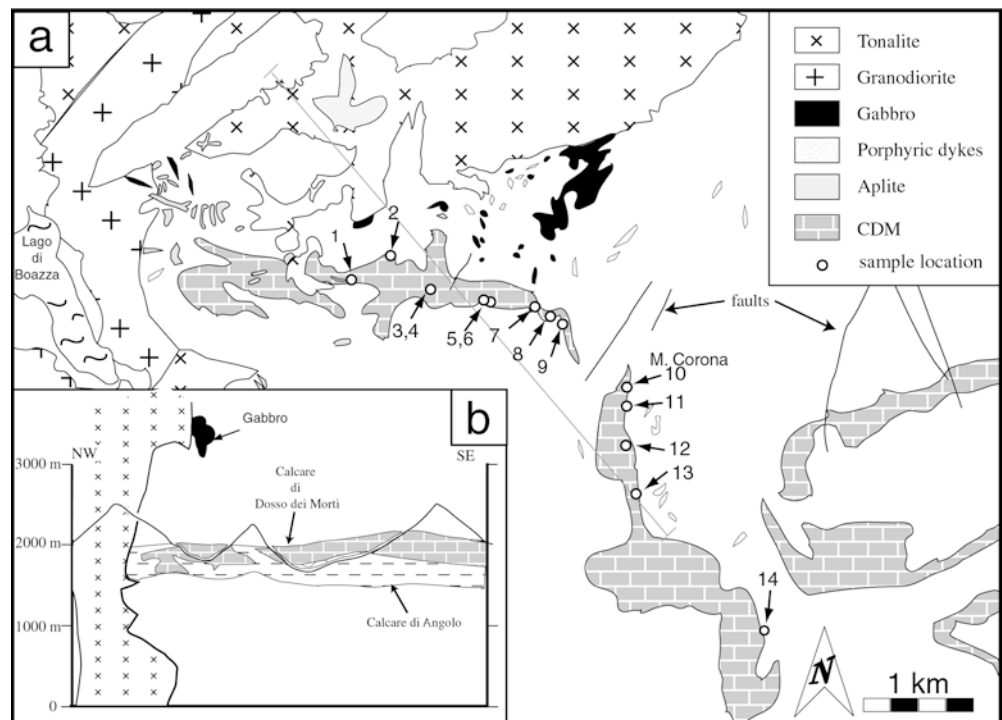 a
Tonalite
Granodiorite
Gabbro
Porphyric dykes
Aplite
CDM
sample location
Lago
di
Boazza
1
2
3,4
5,6
7
8
9
faults
M. Corona
10
11
12
13
14
b
Gabbro
NW
SE
3000 m
2000 m
1000 m
0
Calcare
di
Dosso dei Morti
Calcare di Angolo
N
1 km